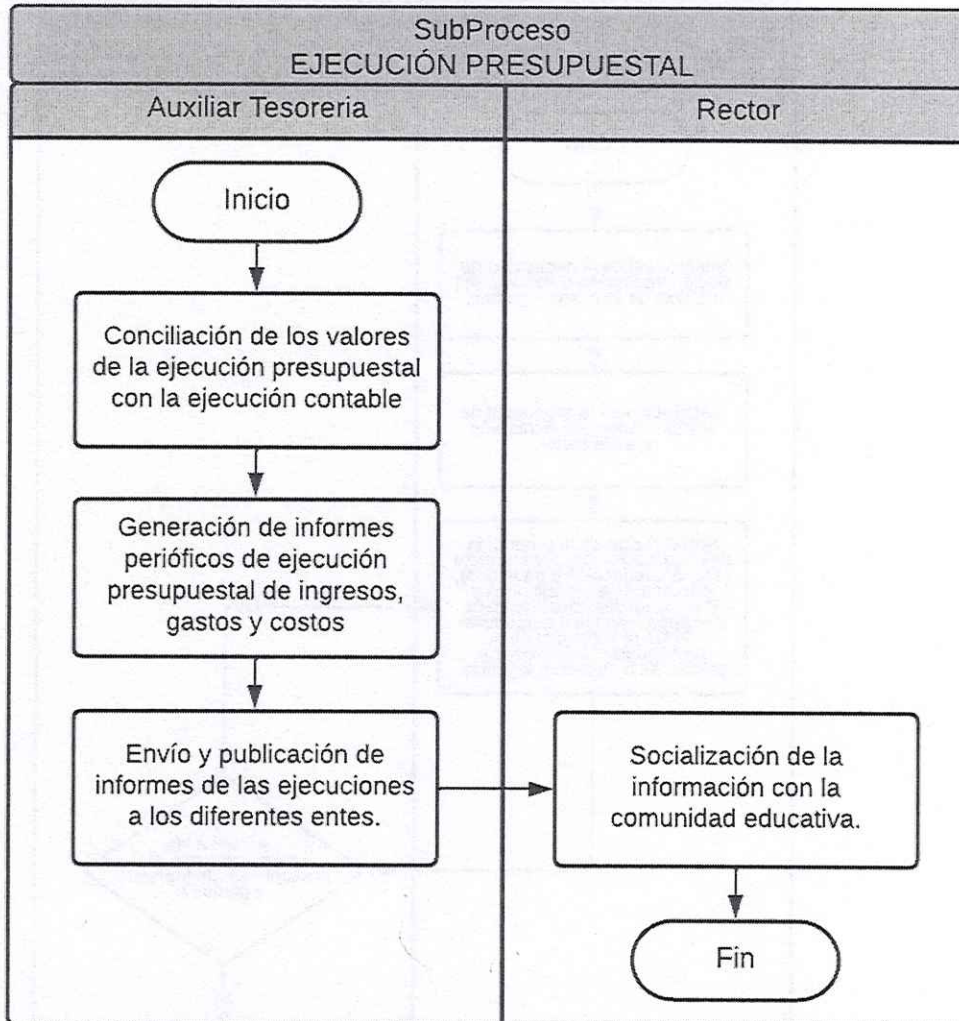 SubProceso
EJECUCIÓN PRESUPUESTAL
Auxiliar Tesoreria
Rector
Inicio
Conciliación de los valores
de la ejecución presupuestal
con la ejecución contable
Generación de informes
perióficos de ejecución
presupuestal de ingresos,
gastos y costos
Envío y publicación de
informes de las ejecuciones
a los diferentes entes.
Socialización de la
información con la
comunidad educativa.
Fin